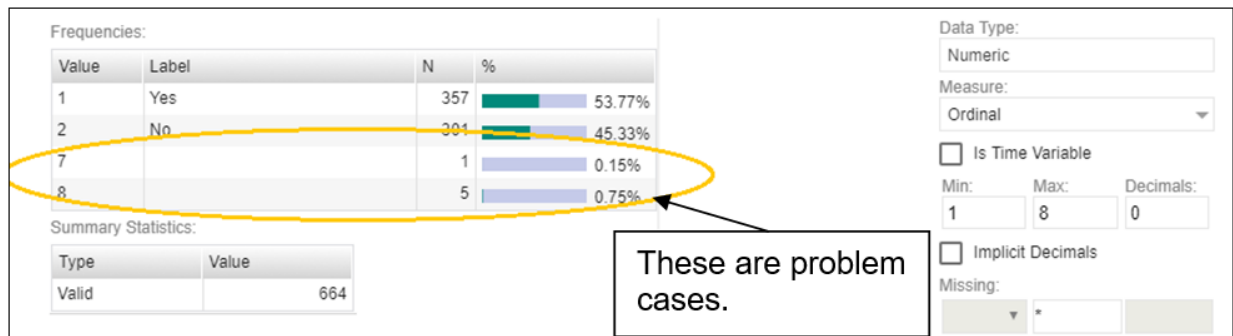 Frequencies:
Value Label N %
1 Yes 357 53.77%
2 No 301 45.33%
7 1 0.15%
8 5 0.75%
Summary Statistics:
Type Value
Valid 664
These are problem
cases.
Data Type:
Numeric
Measure:
Ordinal
Is Time Variable
Min: Max: Decimals:
1 8 0
Implicit Decimals
Missing:
*